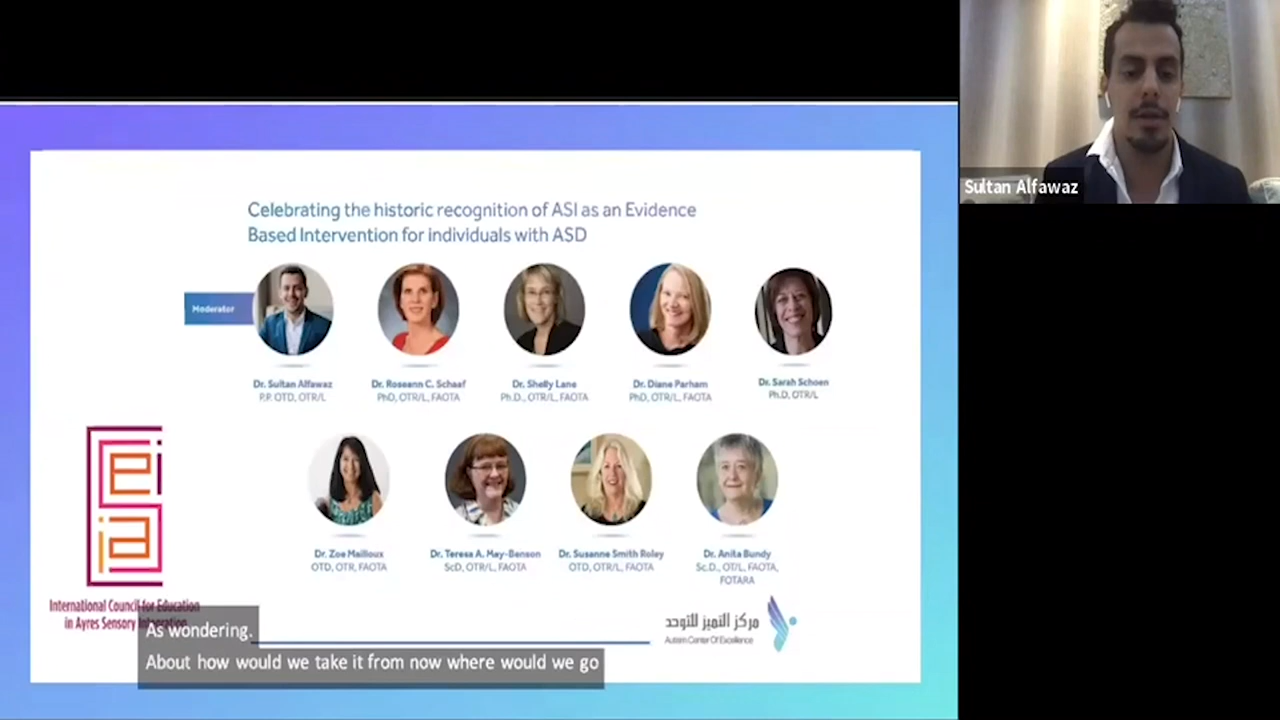 Sultan Alfawaz
Celebrating the historic recognition of ASI as an Evidence
Based Intervention for individuals with ASD
Moderator
Dr. Sultan Alfawaz
P.P. OTD, OTR/L
Dr. Roseann C. Schaaf
PhD, OTR/L, FAOTA
Dr. Shelly Lane
Ph.D., OTR/L, FAOTA
Dr. Diane Parham
PhD, OTR/L, FAOTA
Dr. Sarah Schoen
Ph.D, OTR/L
Dr. Zoe Mailloux
OTD, OTR, FAOTA
Dr. Teresa A. May-Benson
ScD, OTR/L, FAOTA
Dr. Susanne Smith Roley
OTD, OTR/L, FAOTA
Dr. Anita Bundy
Sc.D., OT/L, FAOTA,
FOTARA
International Council for Education
in Ayres Sensory Integration
مركز التميز للتوحد
Autism Center Of Excellence
As wondering.
About how would we take it from now where would we go